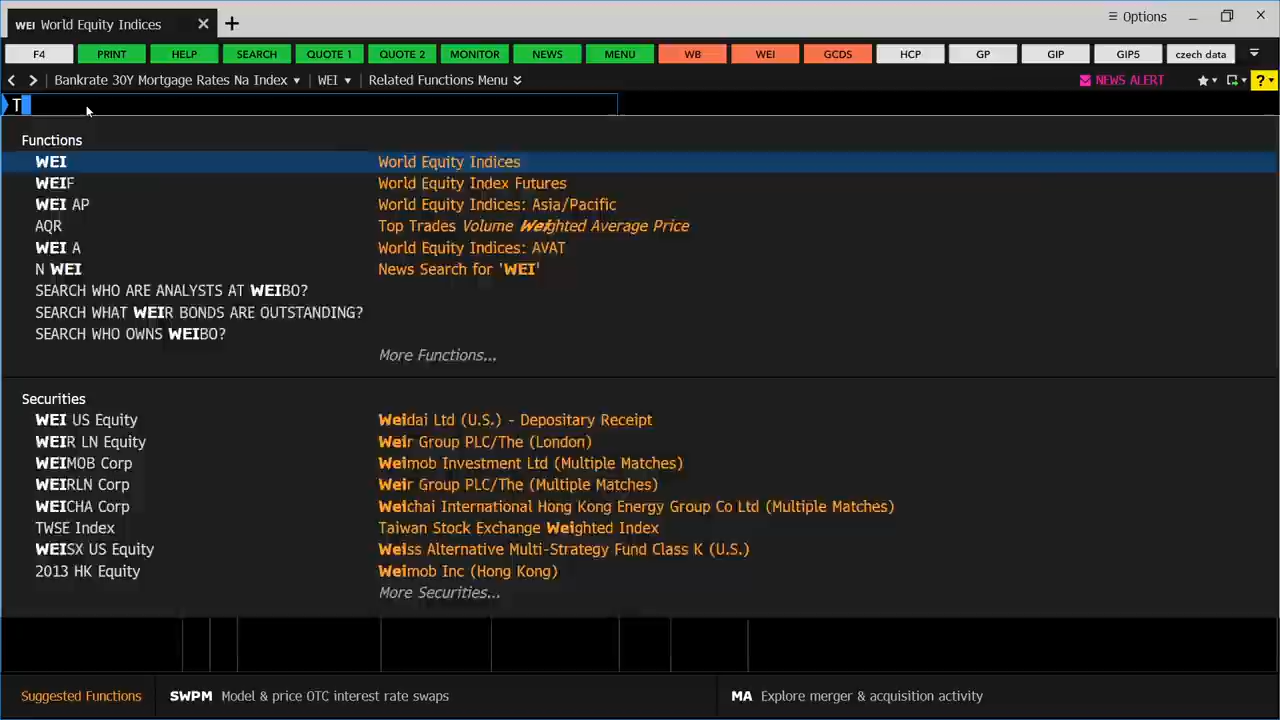 WEI World Equity Indices
Options
F4 PRINT HELP SEARCH QUOTE 1 QUOTE 2 MONITOR NEWS MENU WB WEI GCDS HCP GP GIP GIP5 czech data
Bankrate 30Y Mortgage Rates Na Index WEI Related Functions Menu NEWS ALERT ?
T
Functions
WEI World Equity Indices
WEIF World Equity Index Futures
WEI AP World Equity Indices: Asia/Pacific
AQR Top Trades Volume Weighted Average Price
WEI A World Equity Indices: AVAT
N WEI News Search for 'WEI'
SEARCH WHO ARE ANALYSTS AT WEIBO?
SEARCH WHAT WEIR BONDS ARE OUTSTANDING?
SEARCH WHO OWNS WEIBO?
More Functions...
Securities
WEI US Equity Weidai Ltd (U.S.) - Depositary Receipt
WEIR LN Equity Weir Group PLC/The (London)
WEIMOB Corp Weimob Investment Ltd (Multiple Matches)
WEIRLN Corp Weir Group PLC/The (Multiple Matches)
WEICHA Corp Weichai International Hong Kong Energy Group Co Ltd (Multiple Matches)
TWSE Index Taiwan Stock Exchange Weighted Index
WEISX US Equity Weiss Alternative Multi-Strategy Fund Class K (U.S.)
2013 HK Equity Weimob Inc (Hong Kong)
More Securities...
Suggested Functions SWPM Model & price OTC interest rate swaps MA Explore merger & acquisition activity